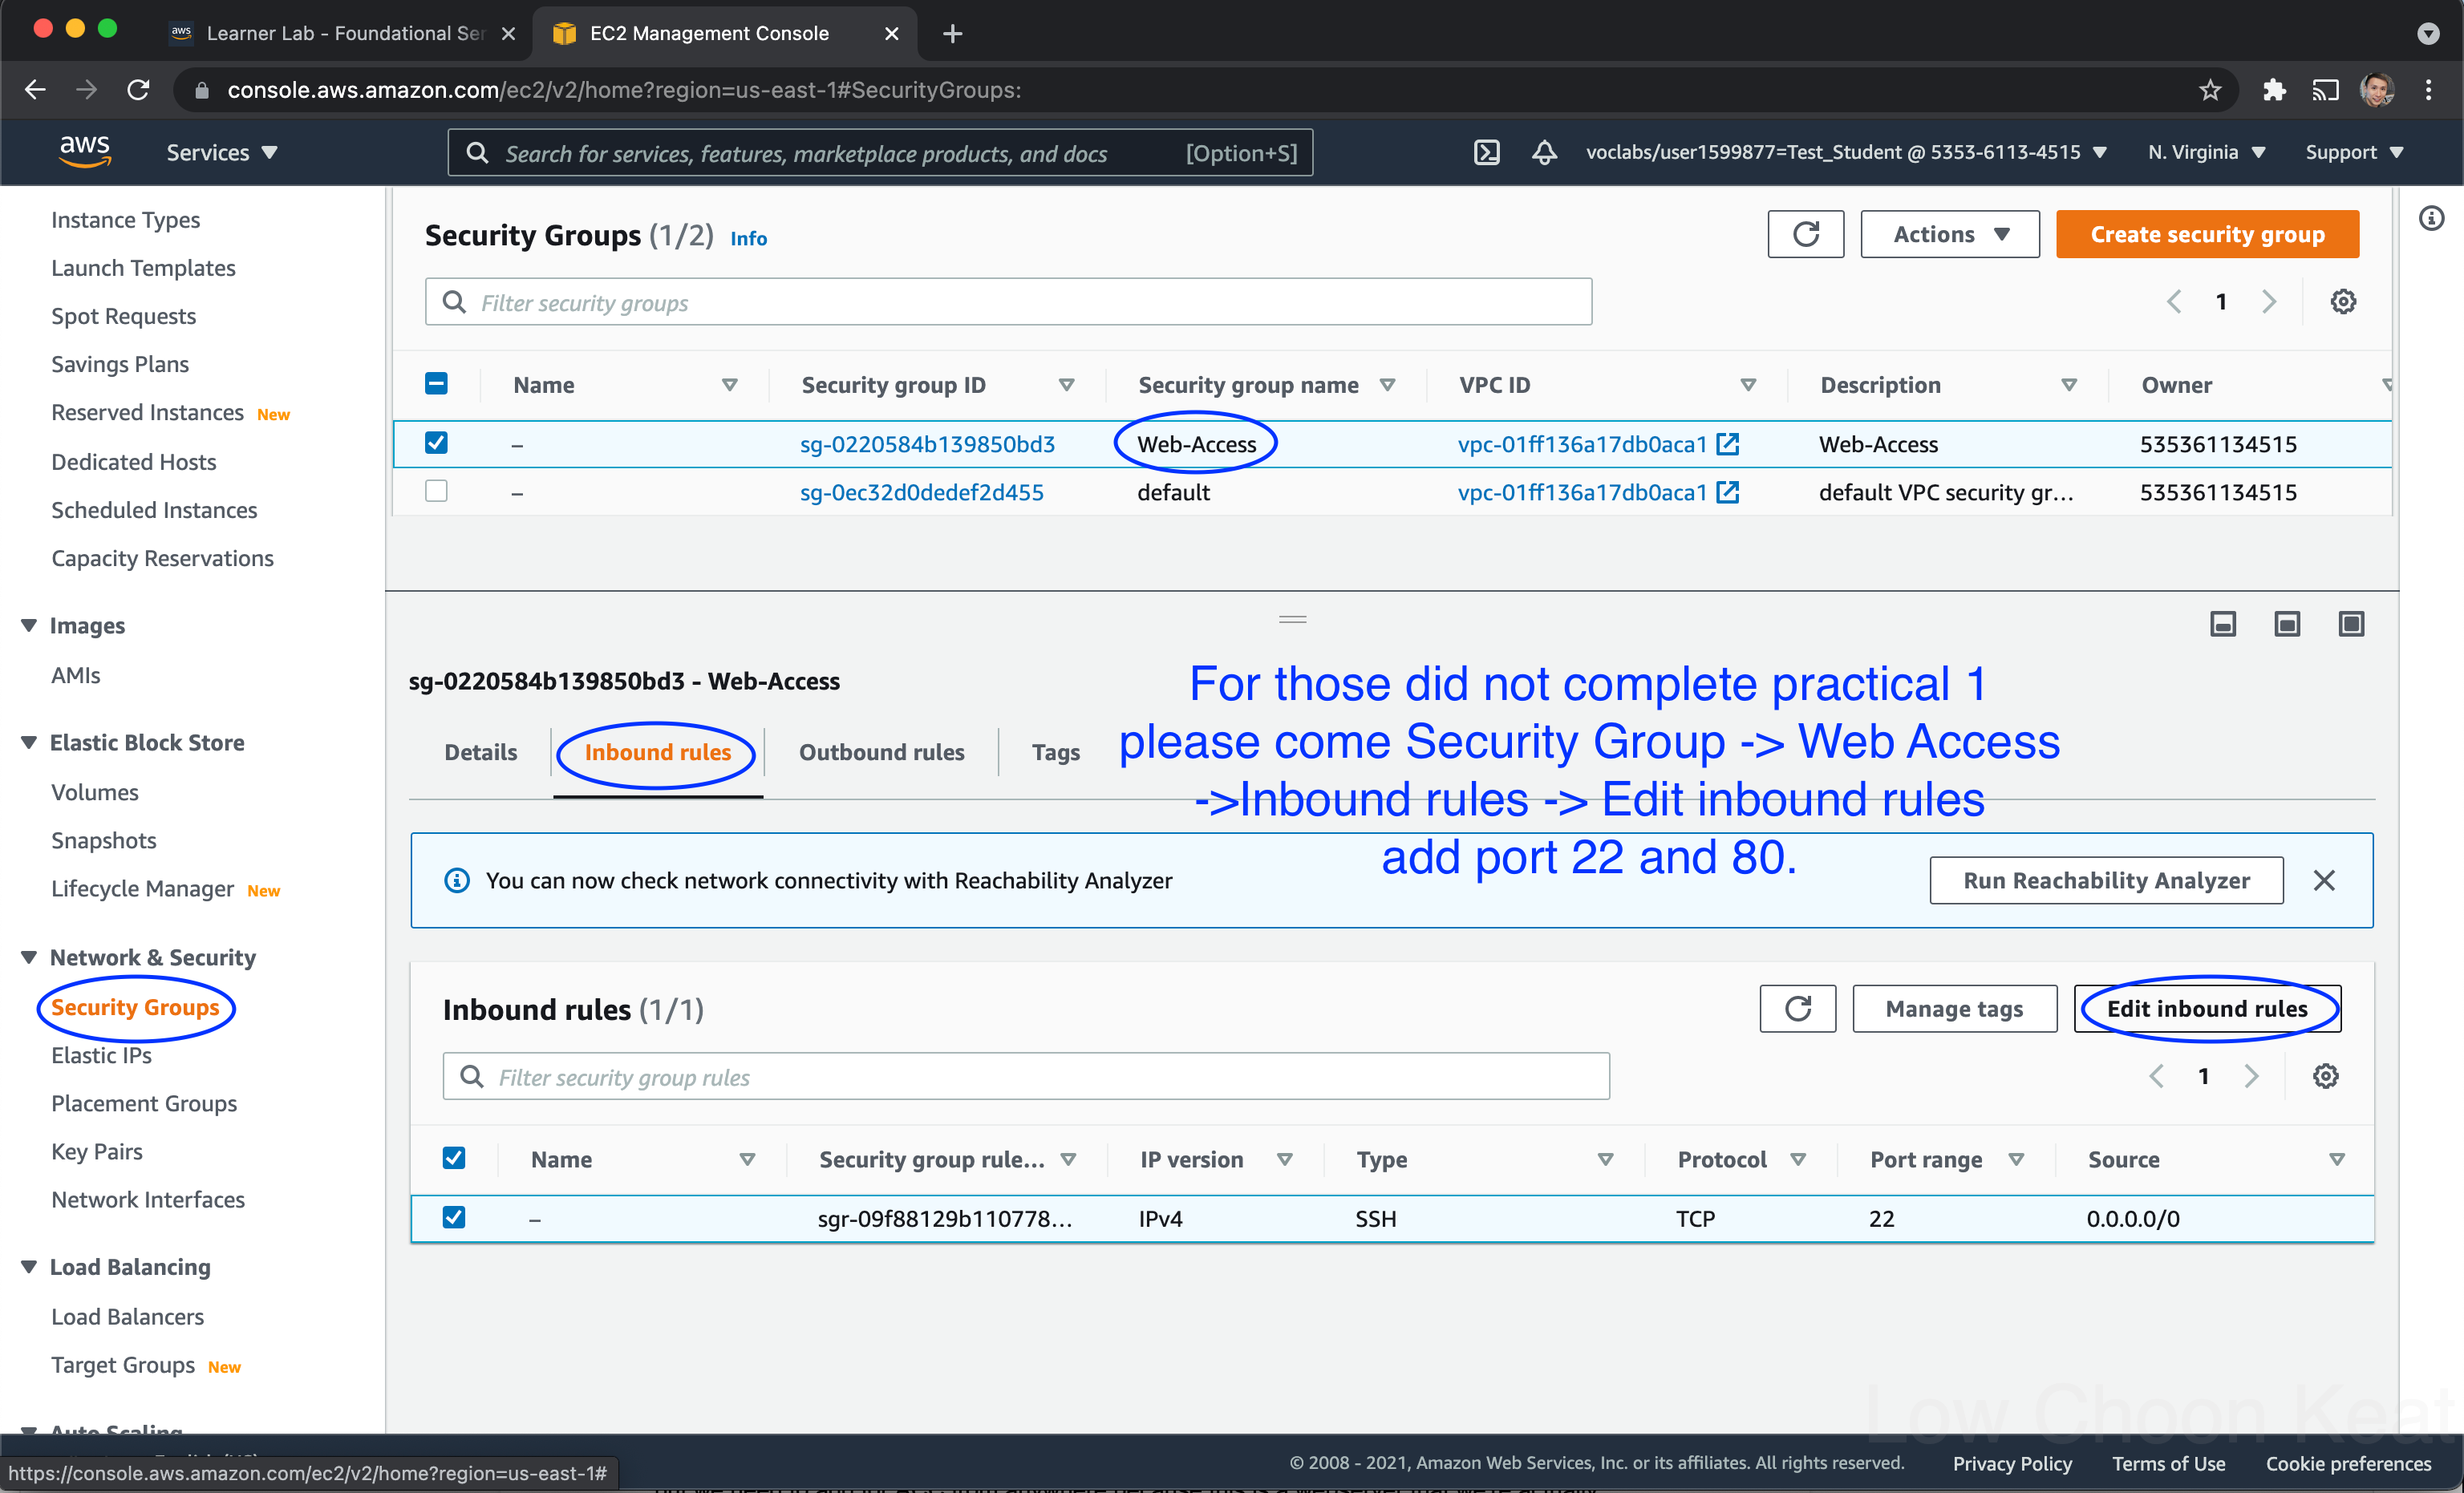 Learner Lab - Foundational Ser
EC2 Management Console
console.aws.amazon.com/ec2/v2/home?region=us-east-1#SecurityGroups:
aws
Services
Search for services, features, marketplace products, and docs
[Option+S]
voclabs/user1599877=Test_Student @ 5353-6113-4515
N. Virginia
Support
Instance Types
Launch Templates
Spot Requests
Savings Plans
Reserved Instances New
Dedicated Hosts
Scheduled Instances
Capacity Reservations
Images
AMIs
Elastic Block Store
Volumes
Snapshots
Lifecycle Manager New
Network & Security
Security Groups
Elastic IPs
Placement Groups
Key Pairs
Network Interfaces
Load Balancing
Load Balancers
Target Groups New
Auto Scaling
Security Groups (1/2) Info
Actions
Create security group
Filter security groups
1
Name Security group ID Security group name VPC ID Description Owner
– sg-0220584b139850bd3 Web-Access vpc-01ff136a17db0aca1 Web-Access 535361134515
– sg-0ec32d0dedef2d455 default vpc-01ff136a17db0aca1 default VPC security gr... 535361134515
sg-0220584b139850bd3 - Web-Access
For those did not complete practical 1
please come Security Group -> Web Access
->Inbound rules -> Edit inbound rules
add port 22 and 80.
Details Inbound rules Outbound rules Tags
You can now check network connectivity with Reachability Analyzer
Run Reachability Analyzer
Inbound rules (1/1)
Manage tags
Edit inbound rules
Filter security group rules
1
Name Security group rule... IP version Type Protocol Port range Source
– sgr-09f88129b110778... IPv4 SSH TCP 22 0.0.0.0/0
Low Choon Keat
https://console.aws.amazon.com/ec2/v2/home?region=us-east-1#
© 2008 - 2021, Amazon Web Services, Inc. or its affiliates. All rights reserved.
Privacy Policy
Terms of Use
Cookie preferences